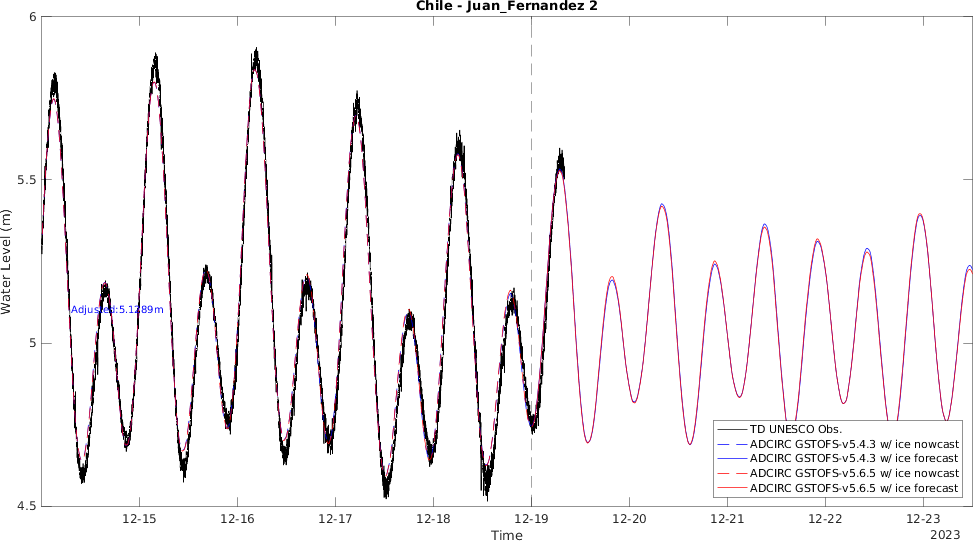 Chile - Juan_Fernandez 2
6
5.5
5
4.5
Water Level (m)
Adjusted:5.1289m
12-15 12-16 12-17 12-18 12-19 12-20 12-21 12-22 12-23
Time
2023
TD UNESCO Obs.
ADCIRC GSTOFS-v5.4.3 w/ ice nowcast
ADCIRC GSTOFS-v5.4.3 w/ ice forecast
ADCIRC GSTOFS-v5.6.5 w/ ice nowcast
ADCIRC GSTOFS-v5.6.5 w/ ice forecast